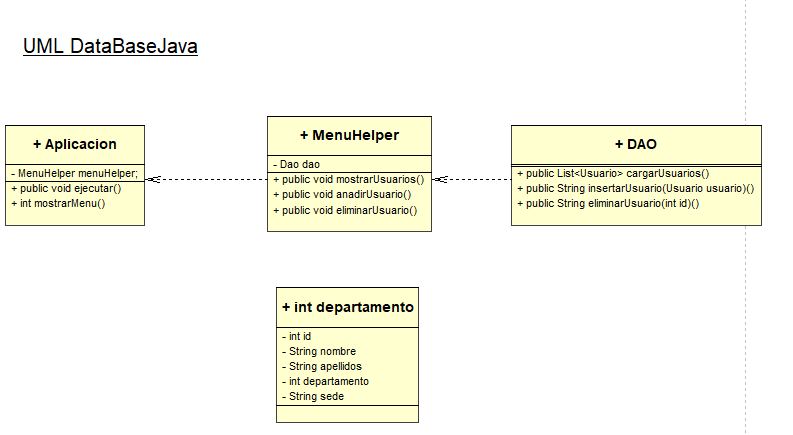 UML DataBaseJava
+ Aplicacion
- MenuHelper menuHelper;
+ public void ejecutar()
+ int mostrarMenu()
+ MenuHelper
- Dao dao
+ public void mostrarUsuarios()
+ public void anadirUsuario()
+ public void eliminarUsuario()
+ DAO
+ public List<Usuario> cargarUsuarios()
+ public String insertarUsuario(Usuario usuario)()
+ public String eliminarUsuario(int id)()
+ int departamento
- int id
- String nombre
- String apellidos
- int departamento
- String sede